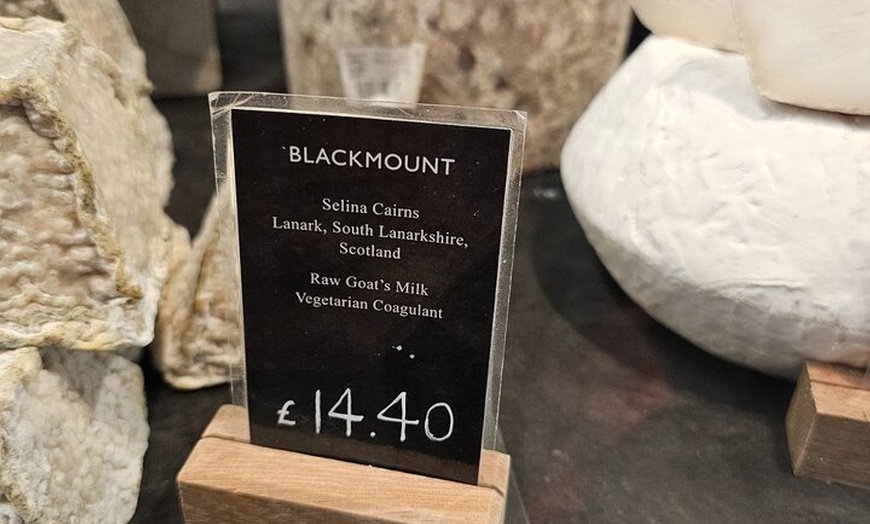 BLACKMOUNT
Selina Cairns
Lanark, South Lanarkshire,
Scotland
Raw Goat's Milk
Vegetarian Coagulant
£14.40